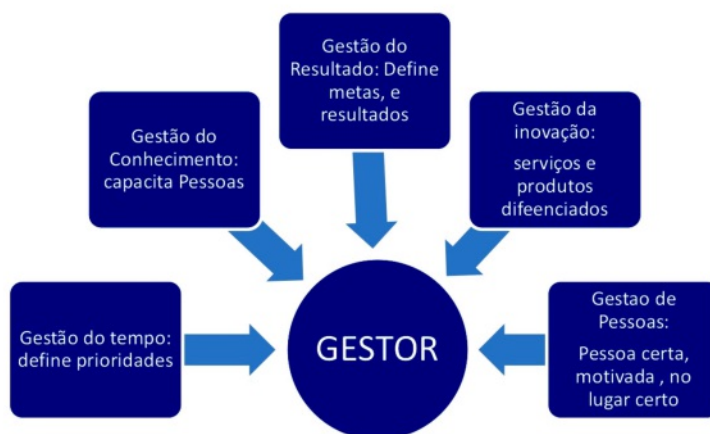 Gestão do
Resultado: Define
metas, e
resultados
Gestão do
Conhecimento:
capacita Pessoas
Gestão da
inovação:
serviços e
produtos
difeenciados
Gestão do tempo:
define prioridades
GESTOR
Gestao de
Pessoas:
Pessoa certa,
motivada , no
lugar certo